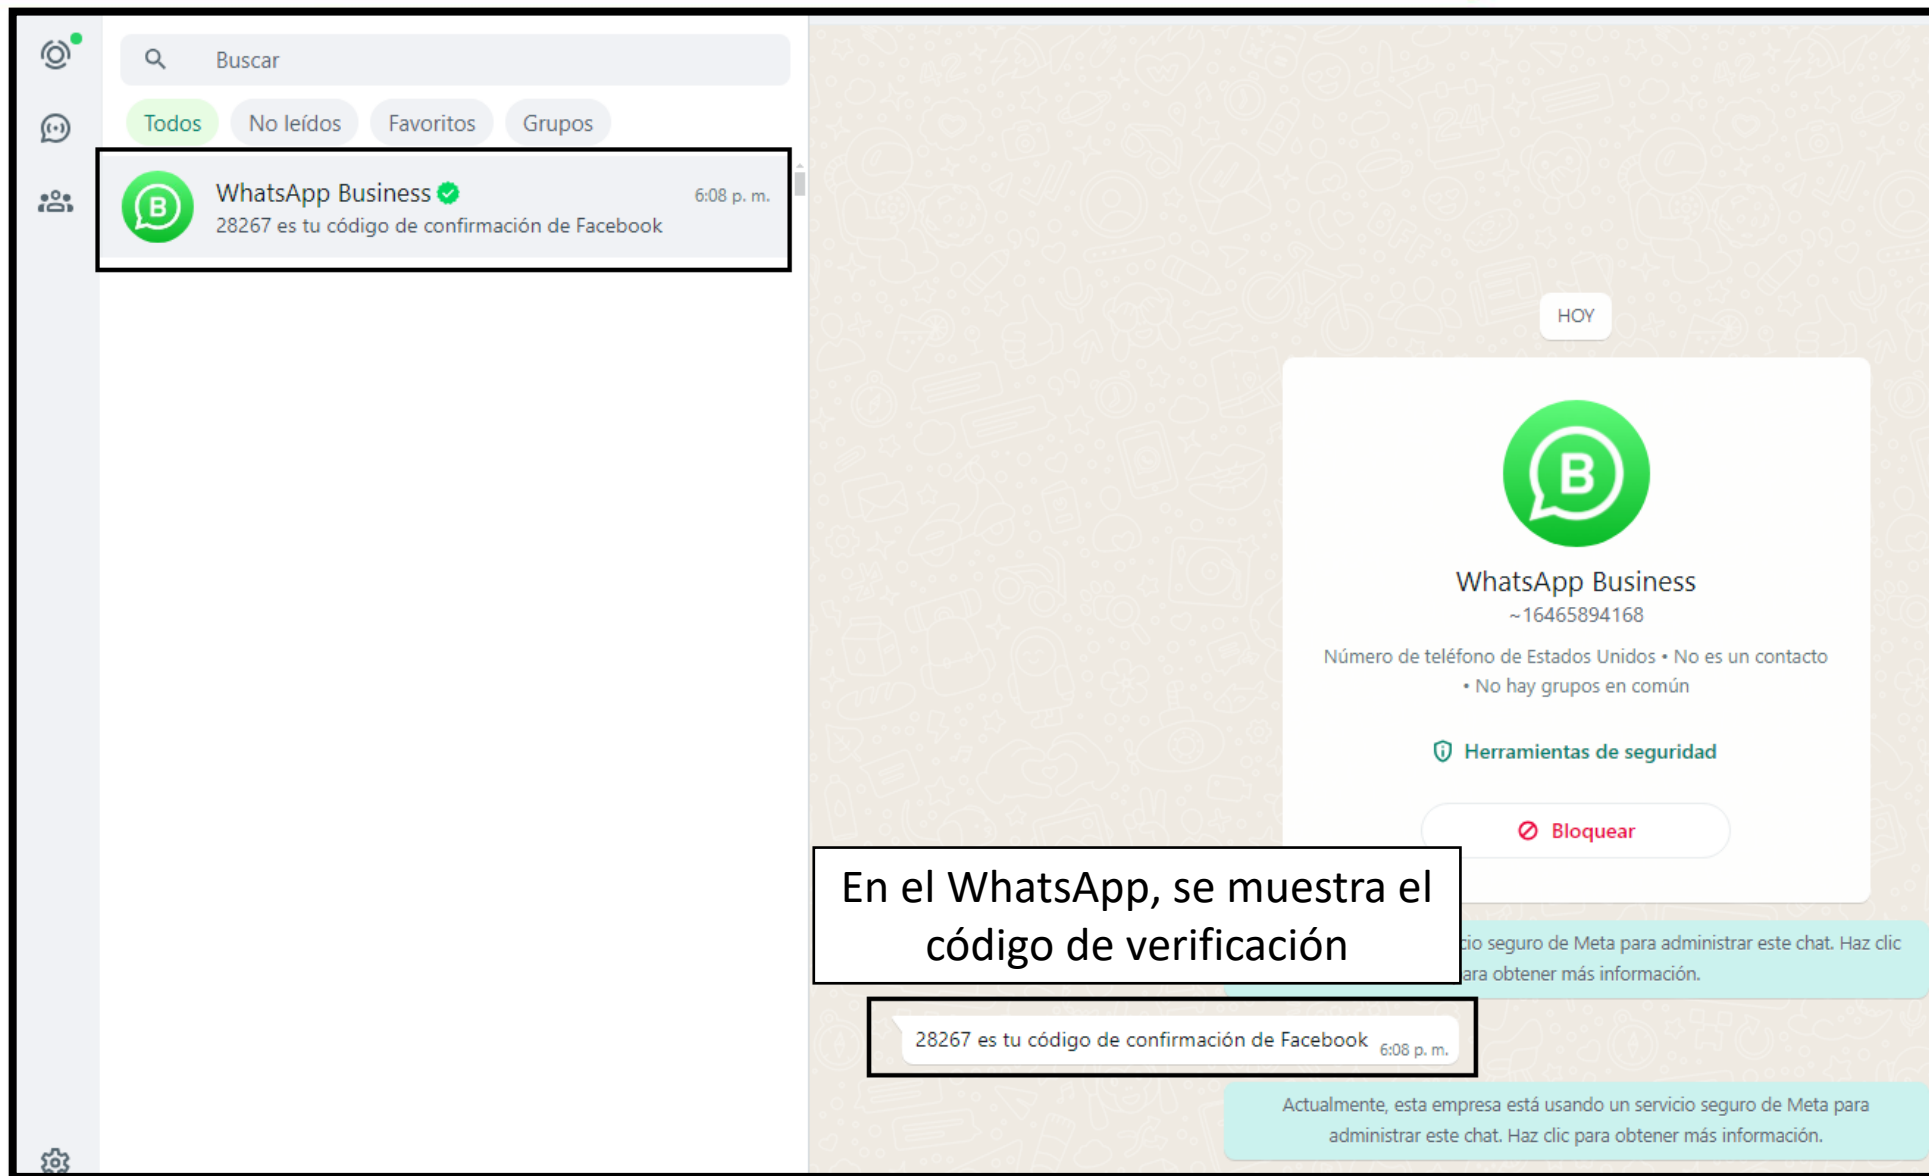 Buscar
Todos No leídos Favoritos Grupos
WhatsApp Business 6:08 p. m.
28267 es tu código de confirmación de Facebook
HOY
B
WhatsApp Business
~16465894168
Número de teléfono de Estados Unidos • No es un contacto
• No hay grupos en común
Herramientas de seguridad
Bloquear
En el WhatsApp, se muestra el
código de verificación
seguro de Meta para administrar este chat. Haz clic
obtener más información.
28267 es tu código de confirmación de Facebook 6:08 p. m.
Actualmente, esta empresa está usando un servicio seguro de Meta para
administrar este chat. Haz clic para obtener más información.